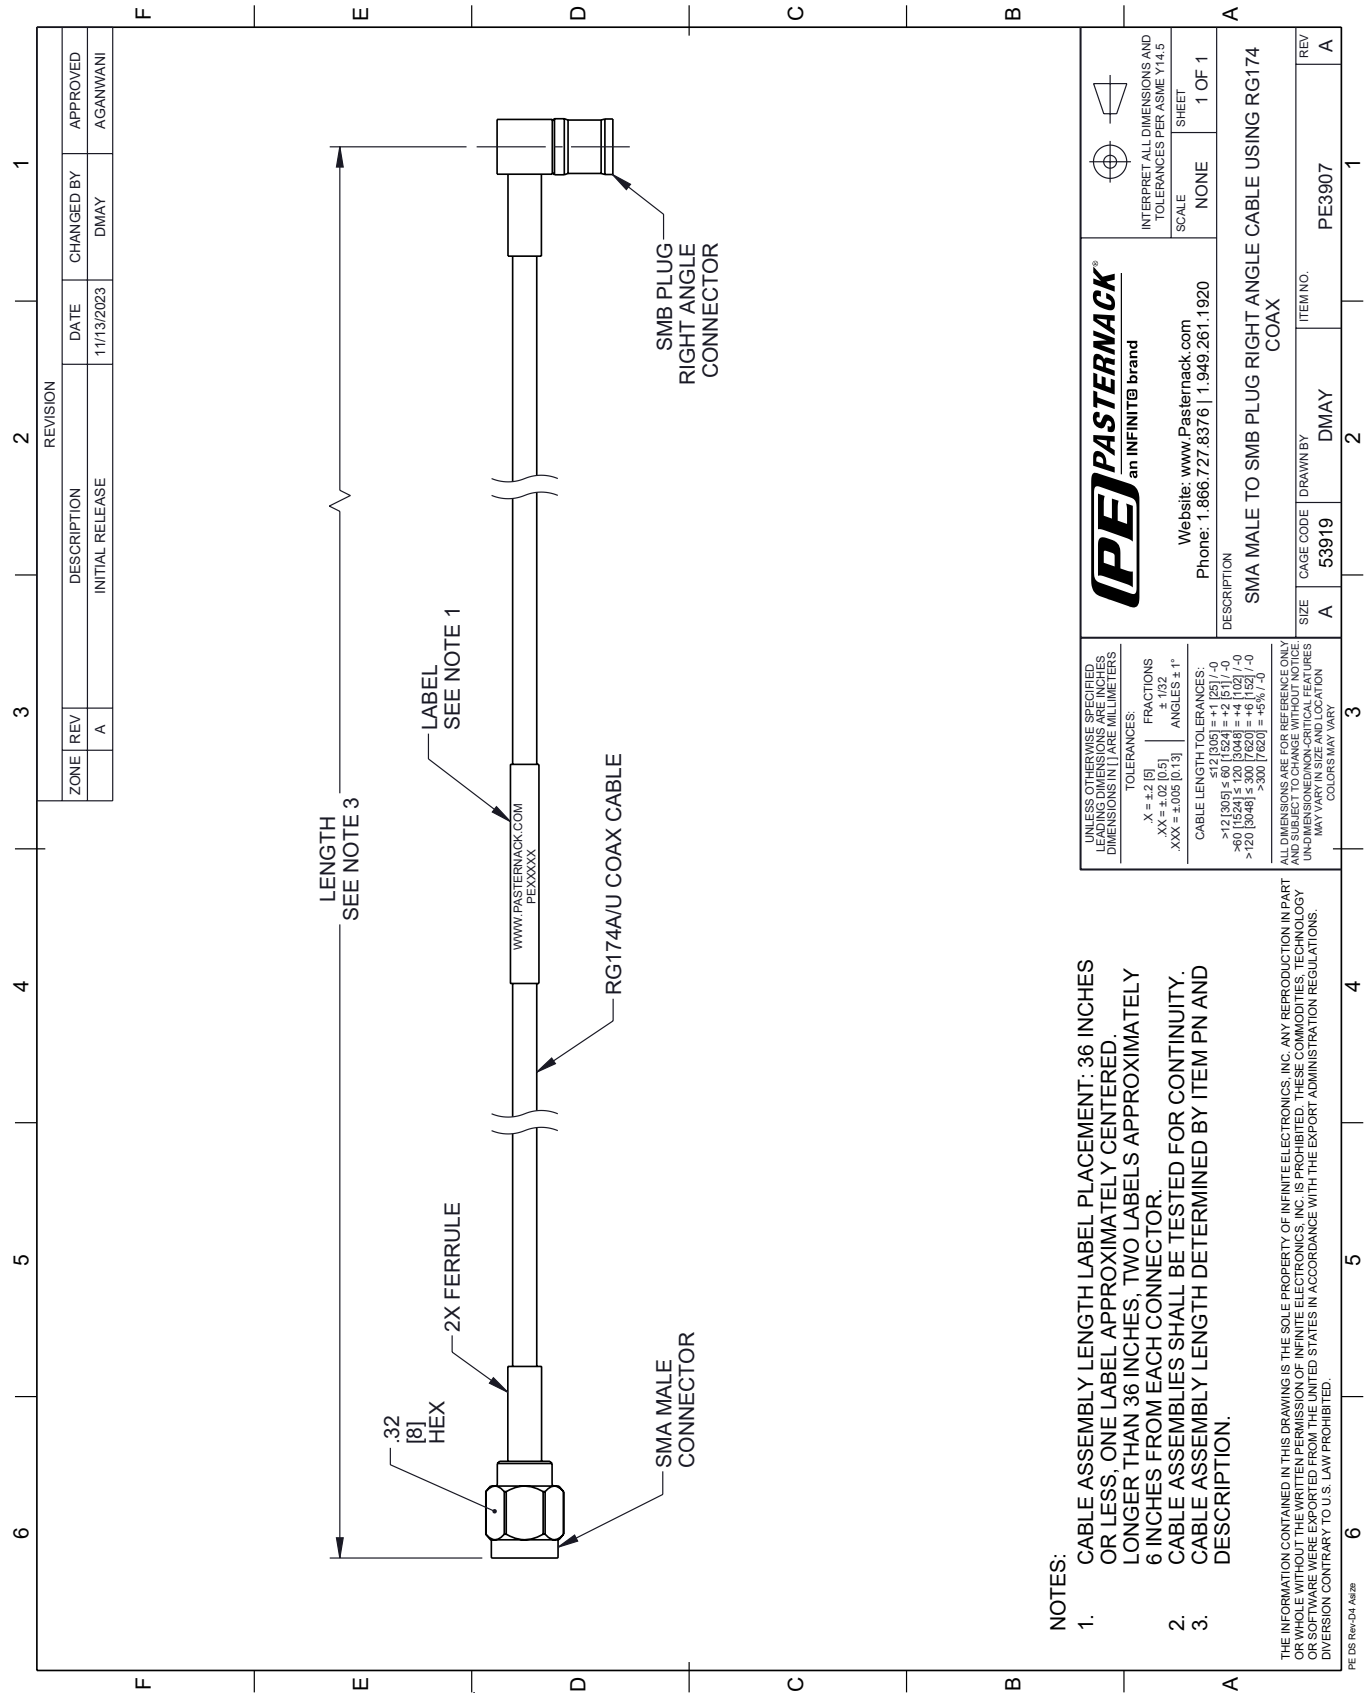 6
5
4
3
2
1
F
E
D
C
B
A
REVISION
ZONE REV DESCRIPTION DATE CHANGED BY APPROVED
A INITIAL RELEASE 11/13/2023 DMAY AGANWANI
LENGTH
SEE NOTE 3
.32
[8]
HEX
2X FERRULE
LABEL
SEE NOTE 1
WWW.PASTERNACK.COM
PEXXXXX
SMA MALE
CONNECTOR
RG174A/U COAX CABLE
SMB PLUG
RIGHT ANGLE
CONNECTOR
NOTES:
1. CABLE ASSEMBLY LENGTH LABEL PLACEMENT: 36 INCHES
OR LESS, ONE LABEL APPROXIMATELY CENTERED.
LONGER THAN 36 INCHES, TWO LABELS APPROXIMATELY
6 INCHES FROM EACH CONNECTOR.
2. CABLE ASSEMBLIES SHALL BE TESTED FOR CONTINUITY.
3. CABLE ASSEMBLY LENGTH DETERMINED BY ITEM PN AND
DESCRIPTION.
THE INFORMATION CONTAINED IN THIS DRAWING IS THE SOLE PROPERTY OF INFINITE ELECTRONICS, INC. ANY REPRODUCTION IN PART
OR WHOLE WITHOUT THE WRITTEN PERMISSION OF INFINITE ELECTRONICS, INC. IS PROHIBITED. THESE COMMODITIES, TECHNOLOGY
OR SOFTWARE WERE EXPORTED FROM THE UNITED STATES IN ACCORDANCE WITH THE EXPORT ADMINISTRATION REGULATIONS.
DIVERSION CONTRARY TO U.S. LAW PROHIBITED.
UNLESS OTHERWISE SPECIFIED
LEADING DIMENSIONS ARE INCHES
DIMENSIONS IN [ ] ARE MILLIMETERS
TOLERANCES:
.X = ±.2 [5] FRACTIONS
.XX = ±.02 [0.5] ± 1/32
.XXX = ±.005 [0.13] ANGLES ± 1°
CABLE LENGTH TOLERANCES:
≤12 [305] = +1 [25] / -0
>12 [305] ≤ 60 [1524] = +2 [51] / -0
>60 [1524] ≤ 120 [3048] = +4 [102] / -0
>120 [3048] ≤ 300 [7620] = +6 [152] / -0
>300 [7620] = +5% / -0
ALL DIMENSIONS ARE FOR REFERENCE ONLY
AND SUBJECT TO CHANGE WITHOUT NOTICE.
UN-DIMENSIONED/NON-CRITICAL FEATURES
MAY VARY IN SIZE AND LOCATION
COLORS MAY VARY
PE PASTERNACK®
an INFINIT@ brand
Website: www.Pasternack.com
Phone: 1.866.727.8376 | 1.949.261.1920
INTERPRET ALL DIMENSIONS AND
TOLERANCES PER ASME Y14.5
SCALE SHEET
NONE 1 OF 1
DESCRIPTION
SMA MALE TO SMB PLUG RIGHT ANGLE CABLE USING RG174
COAX
SIZE CAGE CODE DRAWN BY ITEM NO. REV
A 53919 DMAY PE3907 A
F
E
D
C
B
A
6
5
4
3
2
1
PE DS Rev-D4 Asize